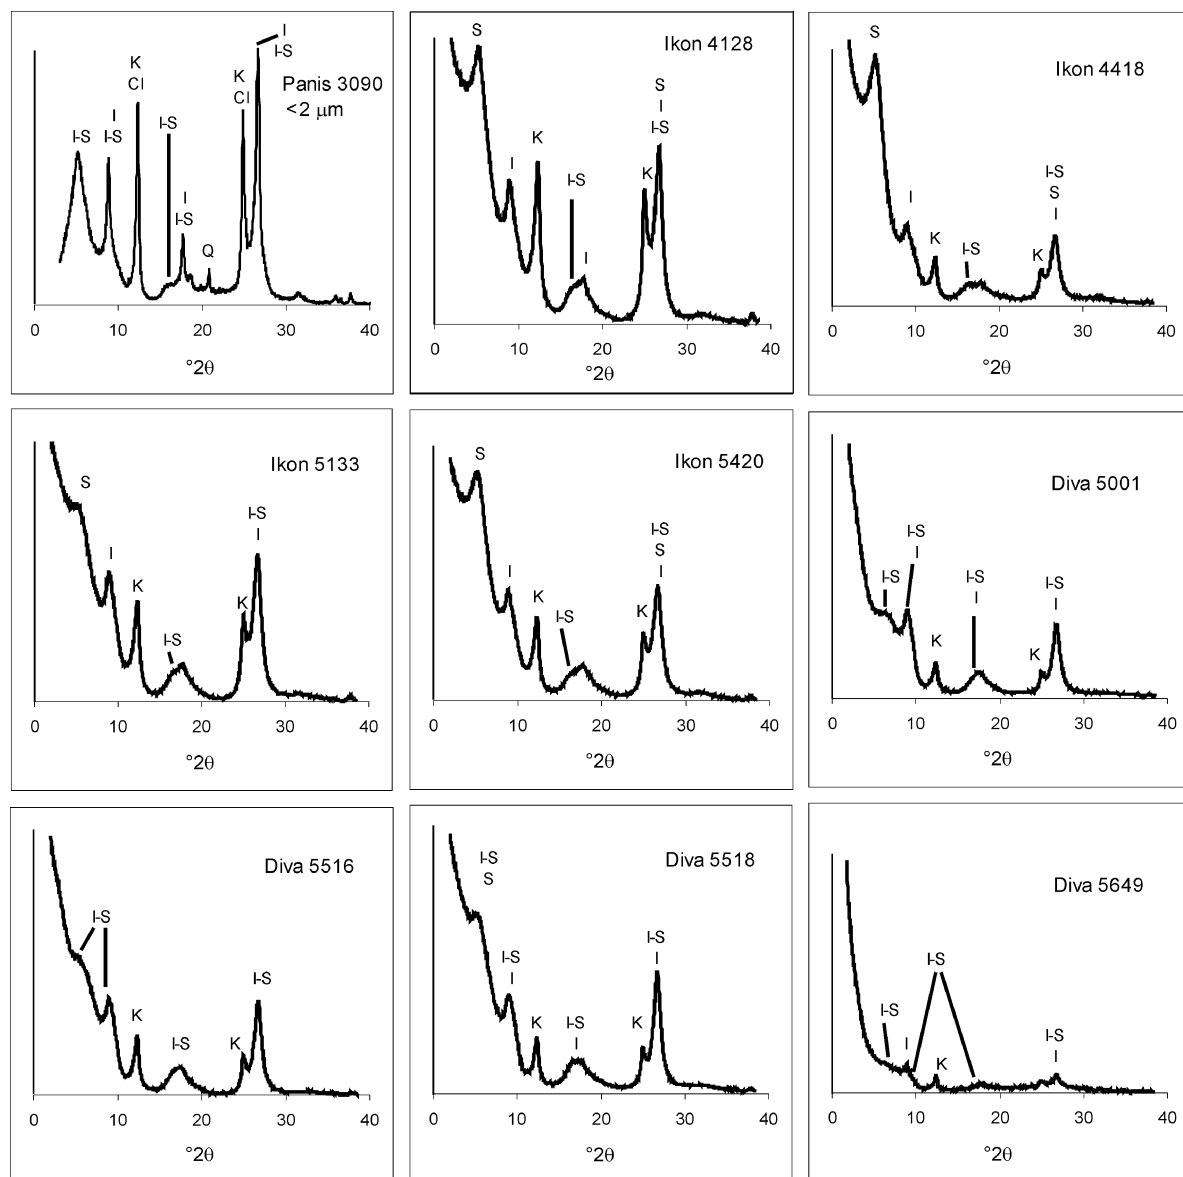 Panis 3090
<2 μm
I-S
I
I-S
K
Cl
I-S
I
I-S
Q
K
Cl
I
I-S
0 10 20 30 40
°2θ
Ikon 4128
S
I
K
I-S
I
K
S
I
I-S
0 10 20 30 40
°2θ
Ikon 4418
S
I
K
I-S
K
I-S
S
I
0 10 20 30 40
°2θ
Ikon 5133
S
I
K
I-S
K
I-S
I
0 10 20 30 40
°2θ
Ikon 5420
S
I
K
I-S
K
I-S
S
I
0 10 20 30 40
°2θ
Diva 5001
I-S
I-S
I
K
I-S
I
K
I-S
I
0 10 20 30 40
°2θ
Diva 5516
I-S
K
I-S
K
I-S
0 10 20 30 40
°2θ
Diva 5518
I-S
S
I-S
I
K
I-S
I
K
I-S
I
0 10 20 30 40
°2θ
Diva 5649
I-S
I
K
I-S
I-S
I
0 10 20 30 40
°2θ